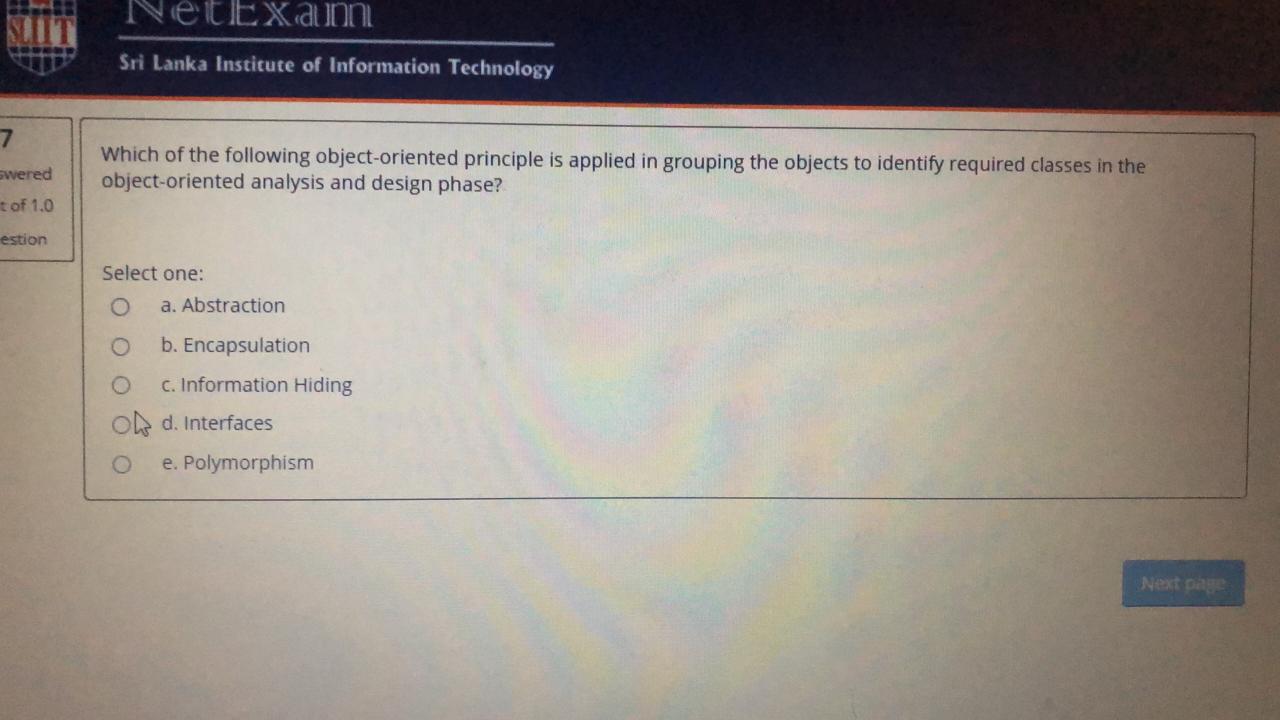 NetExam
SLIIT
Sri Lanka Institute of Information Technology
7
swered
t of 1.0
estion
Which of the following object-oriented principle is applied in grouping the objects to identify required classes in the
object-oriented analysis and design phase?
Select one:
a. Abstraction
b. Encapsulation
c. Information Hiding
d. Interfaces
e. Polymorphism
Next page